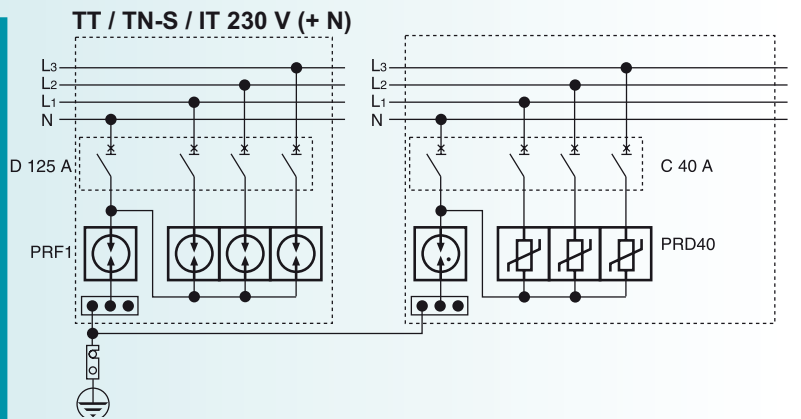 TT / TN-S / IT 230 V (+ N)
L3
L2
L1
N
D 125 A
PRF1
L3
L2
L1
N
C 40 A
PRD40